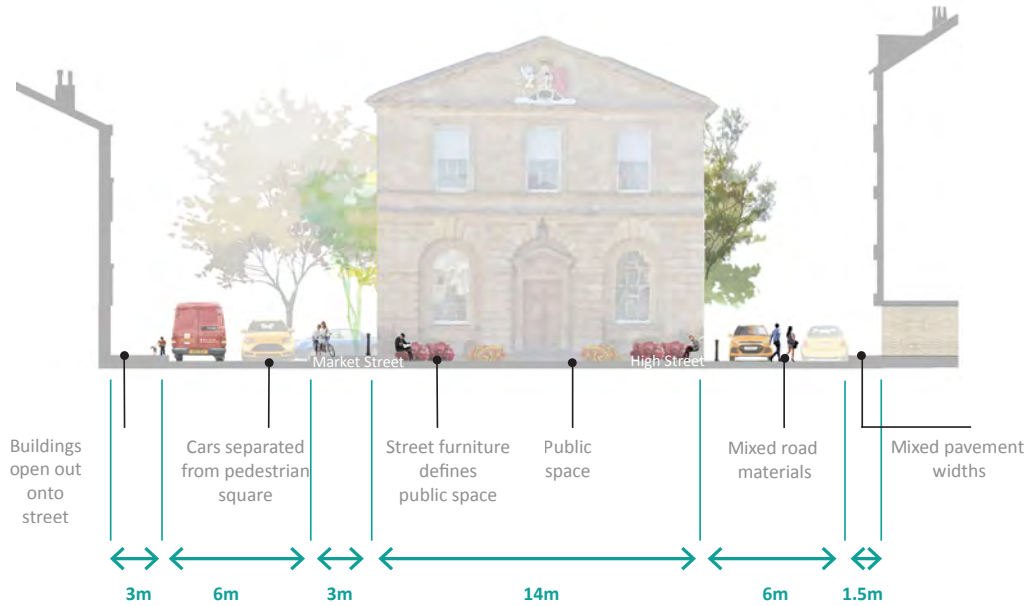 Market Street
High Street
Buildings
open out
onto
street
Cars separated
from pedestrian
square
Street furniture
defines
public space
Public
space
Mixed road
materials
Mixed pavement
widths
3m
6m
3m
14m
6m
1.5m